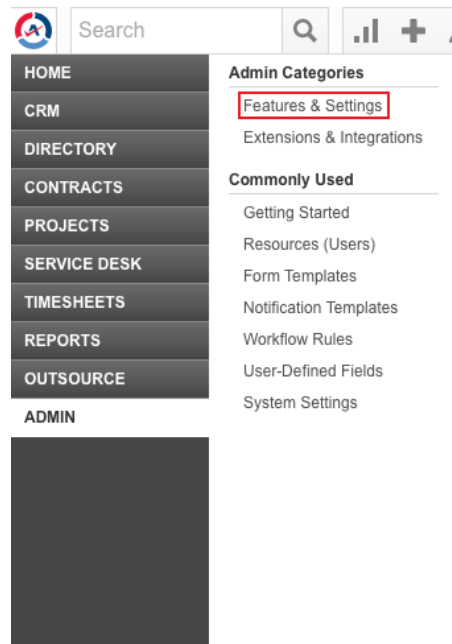 Search
HOME
CRM
DIRECTORY
CONTRACTS
PROJECTS
SERVICE DESK
TIMESHEETS
REPORTS
OUTSOURCE
ADMIN
Admin Categories
Features & Settings
Extensions & Integrations
Commonly Used
Getting Started
Resources (Users)
Form Templates
Notification Templates
Workflow Rules
User-Defined Fields
System Settings